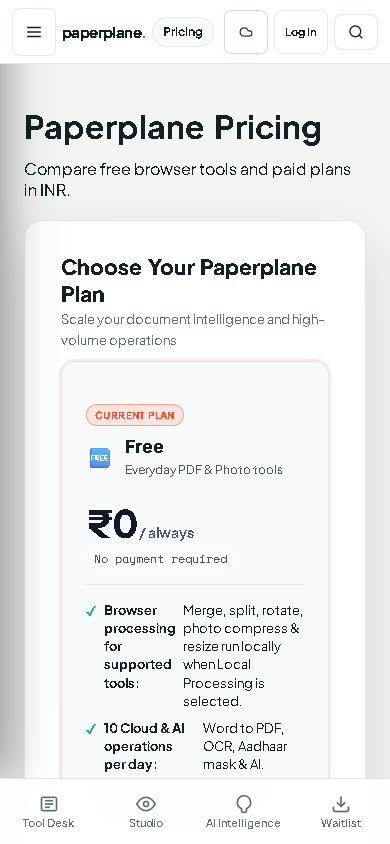 paperplane.
Pricing
Log in
Paperplane Pricing
Compare free browser tools and paid plans
in INR.
Choose Your Paperplane
Plan
Scale your document intelligence and high-
volume operations
CURRENT PLAN
FREE
Free
Everyday PDF & Photo tools
₹0 / always
No payment required
Browser
processing
for
supported
tools:
Merge, split, rotate,
photo compress &
resize run locally
when Local
Processing is
selected.
10 Cloud & AI
operations
per day:
Word to PDF,
OCR, Aadhaar
mask & AI.
Tool Desk
Studio
AI Intelligence
Waitlist